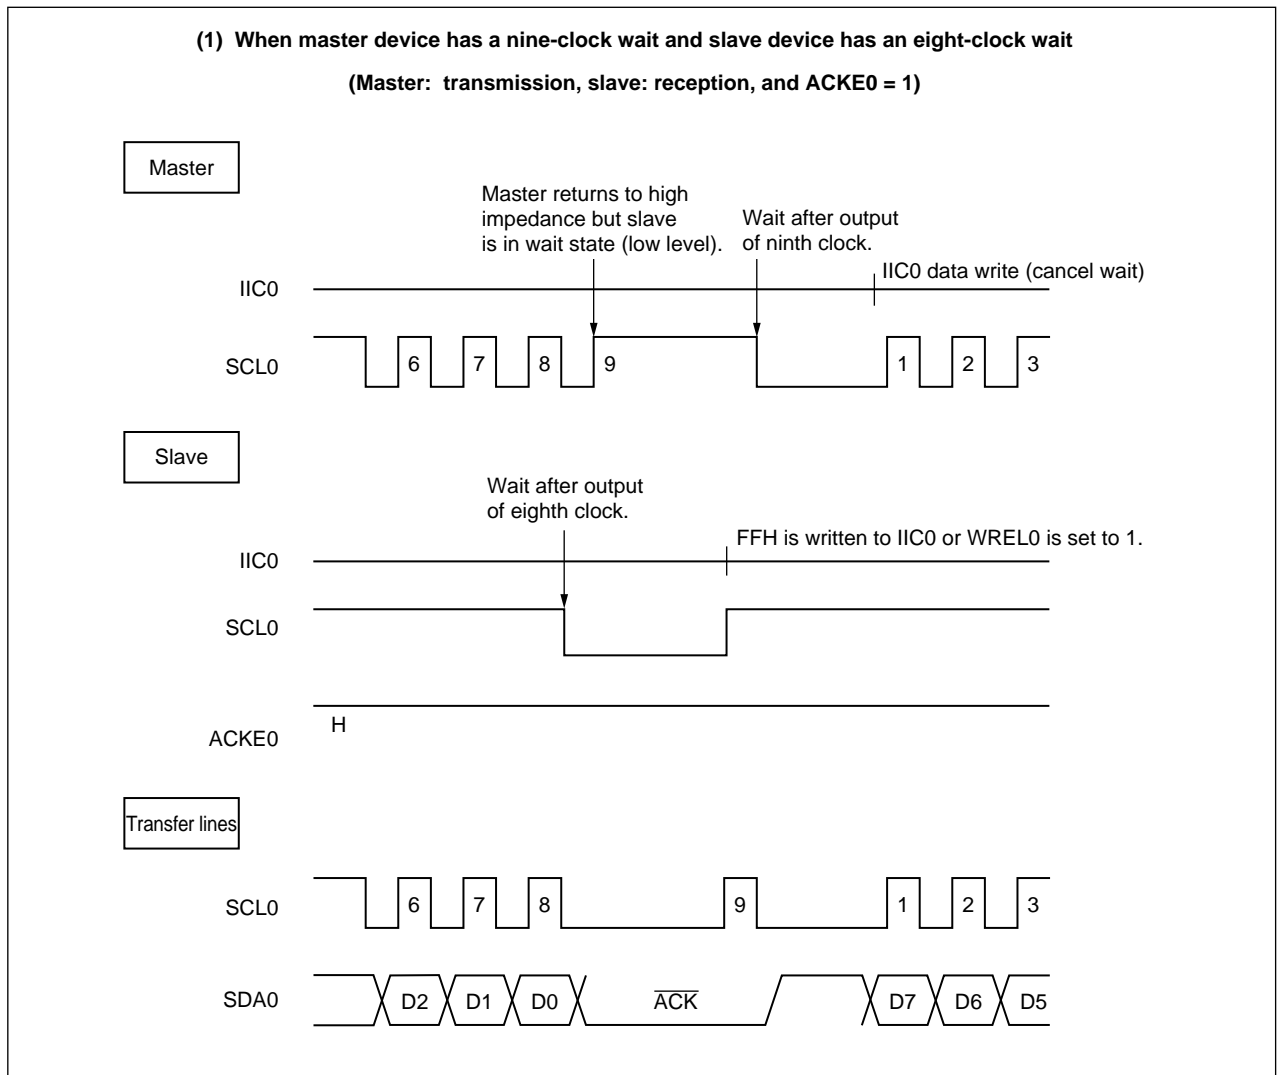 (1) When master device has a nine-clock wait and slave device has an eight-clock wait
(Master: transmission, slave: reception, and ACKE0 = 1)
Master
Master returns to high
impedance but slave
is in wait state (low level).
Wait after output
of ninth clock.
IIC0 data write (cancel wait)
IIC0
SCL0
6 7 8 9 1 2 3
Slave
Wait after output
of eighth clock.
FFH is written to IIC0 or WREL0 is set to 1.
IIC0
SCL0
H
ACKE0
Transfer lines
SCL0
6 7 8 9 1 2 3
SDA0
D2 D1 D0 ACK D7 D6 D5